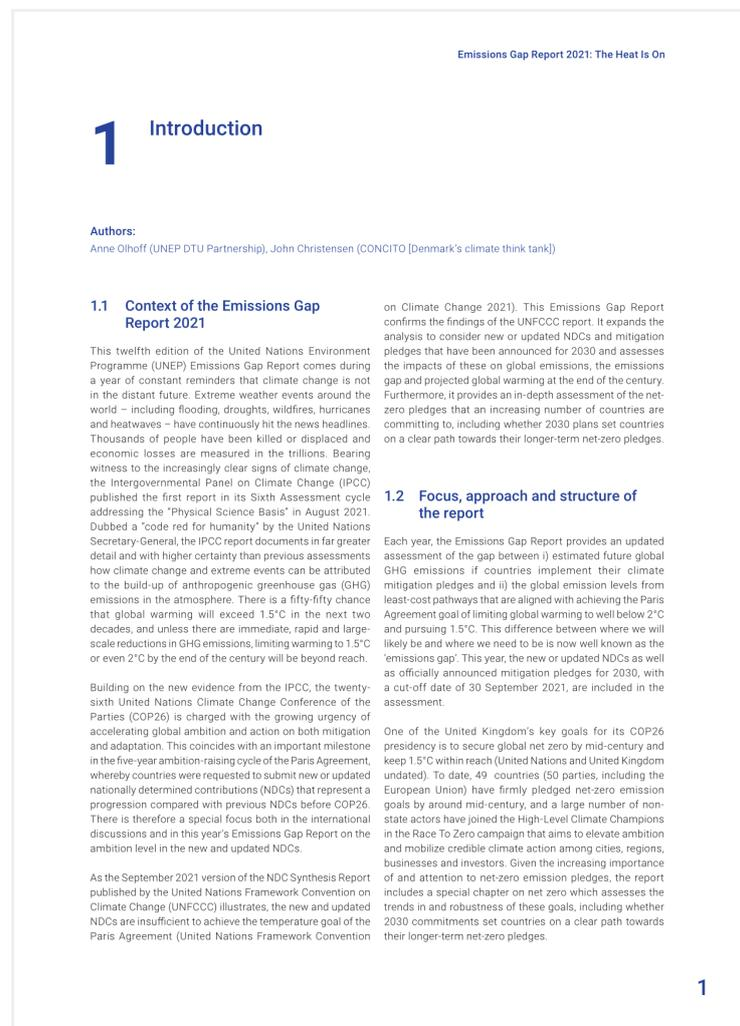 Emissions Gap Report 2021: The Heat Is On
1
Introduction
Authors:
Anne Olhoff (UNEP DTU Partnership), John Christensen (CONCITO [Denmark's climate think tank])
1.1 Context of the Emissions Gap
Report 2021
This twelfth edition of the United Nations Environment
Programme (UNEP) Emissions Gap Report comes during
a year of constant reminders that climate change is not
in the distant future. Extreme weather events around the
world – including flooding, droughts, wildfires, hurricanes
and heatwaves – have continuously hit the news headlines.
Thousands of people have been killed or displaced and
economic losses are measured in the trillions. Bearing
witness to the increasingly clear signs of climate change,
the Intergovernmental Panel on Climate Change (IPCC)
published the first report in its Sixth Assessment cycle
addressing the "Physical Science Basis" in August 2021.
Dubbed a "code red for humanity" by the United Nations
Secretary-General, the IPCC report documents in far greater
detail and with higher certainty than previous assessments
how climate change and extreme events can be attributed
to the build-up of anthropogenic greenhouse gas (GHG)
emissions in the atmosphere. There is a fifty-fifty chance
that global warming will exceed 1.5°C in the next two
decades, and unless there are immediate, rapid and large-
scale reductions in GHG emissions, limiting warming to 1.5°C
or even 2°C by the end of the century will be beyond reach.
Building on the new evidence from the IPCC, the twenty-
sixth United Nations Climate Change Conference of the
Parties (COP26) is charged with the growing urgency of
accelerating global ambition and action on both mitigation
and adaptation. This coincides with an important milestone
in the five-year ambition-raising cycle of the Paris Agreement,
whereby countries were requested to submit new or updated
nationally determined contributions (NDCs) that represent a
progression compared with previous NDCs before COP26.
There is therefore a special focus both in the international
discussions and in this year's Emissions Gap Report on the
ambition level in the new and updated NDCs.
As the September 2021 version of the NDC Synthesis Report
published by the United Nations Framework Convention on
Climate Change (UNFCCC) illustrates, the new and updated
NDCs are insufficient to achieve the temperature goal of the
Paris Agreement (United Nations Framework Convention
on Climate Change 2021). This Emissions Gap Report
confirms the findings of the UNFCCC report. It expands the
analysis to consider new or updated NDCs and mitigation
pledges that have been announced for 2030 and assesses
the impacts of these on global emissions, the emissions
gap and projected global warming at the end of the century.
Furthermore, it provides an in-depth assessment of the net-
zero pledges that an increasing number of countries are
committing to, including whether 2030 plans set countries
on a clear path towards their longer-term net-zero pledges.
1.2 Focus, approach and structure of
the report
Each year, the Emissions Gap Report provides an updated
assessment of the gap between i) estimated future global
GHG emissions if countries implement their climate
mitigation pledges and ii) the global emission levels from
least-cost pathways that are aligned with achieving the Paris
Agreement goal of limiting global warming to well below 2°C
and pursuing 1.5°C. This difference between where we will
likely be and where we need to be is now well known as the
'emissions gap'. This year, the new or updated NDCs as well
as officially announced mitigation pledges for 2030, with
a cut-off date of 30 September 2021, are included in the
assessment.
One of the United Kingdom's key goals for its COP26
presidency is to secure global net zero by mid-century and
keep 1.5°C within reach (United Nations and United Kingdom
undated). To date, 49 countries (50 parties, including the
European Union) have firmly pledged net-zero emission
goals by around mid-century, and a large number of non-
state actors have joined the High-Level Climate Champions
in the Race To Zero campaign that aims to elevate ambition
and mobilize credible climate action among cities, regions,
businesses and investors. Given the increasing importance
of and attention to net-zero emission pledges, the report
includes a special chapter on net zero which assesses the
trends in and robustness of these goals, including whether
2030 commitments set countries on a clear path towards
their longer-term net-zero pledges.
1